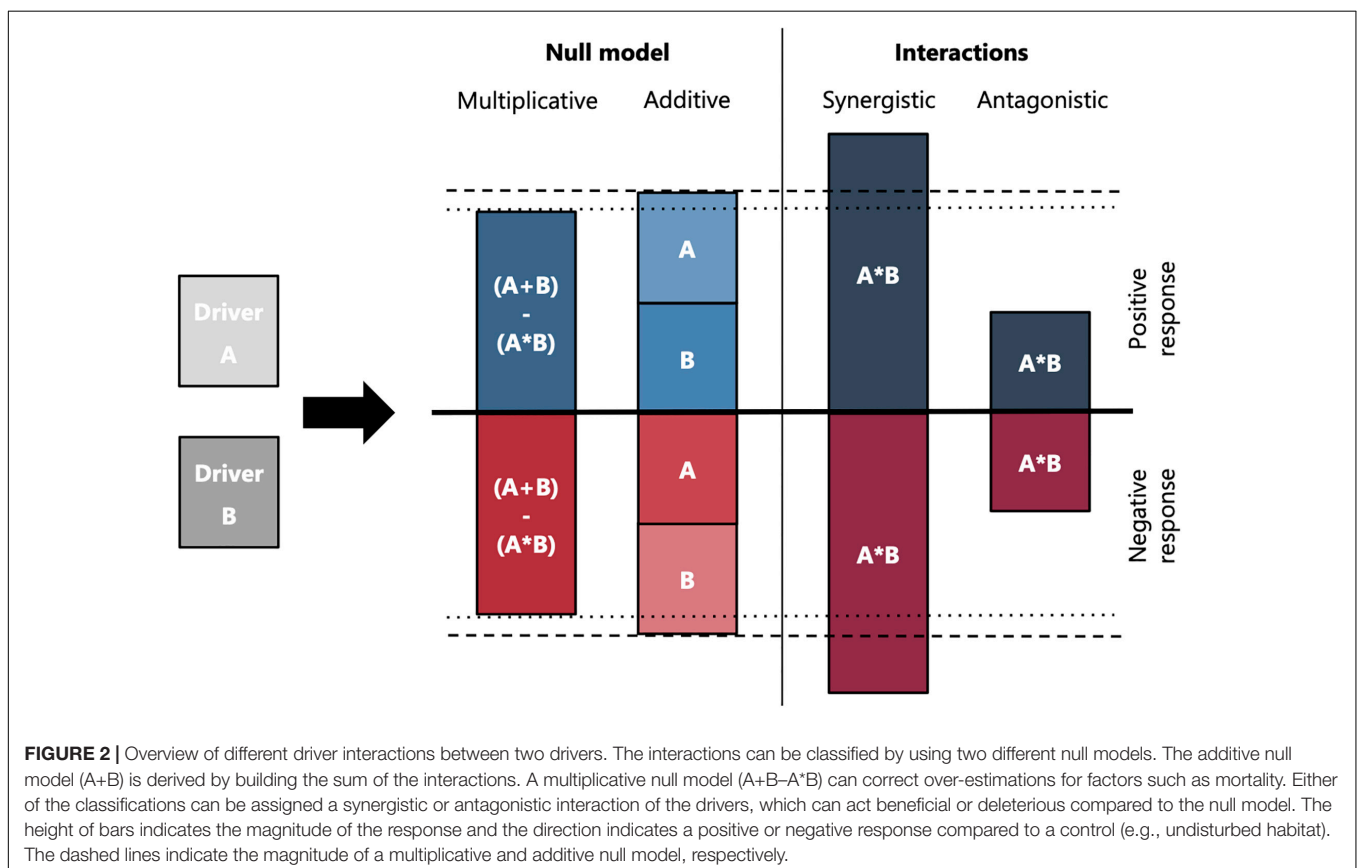 Null model
Interactions
Multiplicative
Additive
Synergistic
Antagonistic
Driver
A
Driver
B
(A+B)
-
(A*B)
A
B
A*B
A*B
Positive
response
(A+B)
-
(A*B)
A
B
A*B
A*B
Negative
response
FIGURE 2 | Overview of different driver interactions between two drivers. The interactions can be classified by using two different null models. The additive null
model (A+B) is derived by building the sum of the interactions. A multiplicative null model (A+B–A*B) can correct over-estimations for factors such as mortality. Either
of the classifications can be assigned a synergistic or antagonistic interaction of the drivers, which can act beneficial or deleterious compared to the null model. The
height of bars indicates the magnitude of the response and the direction indicates a positive or negative response compared to a control (e.g., undisturbed habitat).
The dashed lines indicate the magnitude of a multiplicative and additive null model, respectively.